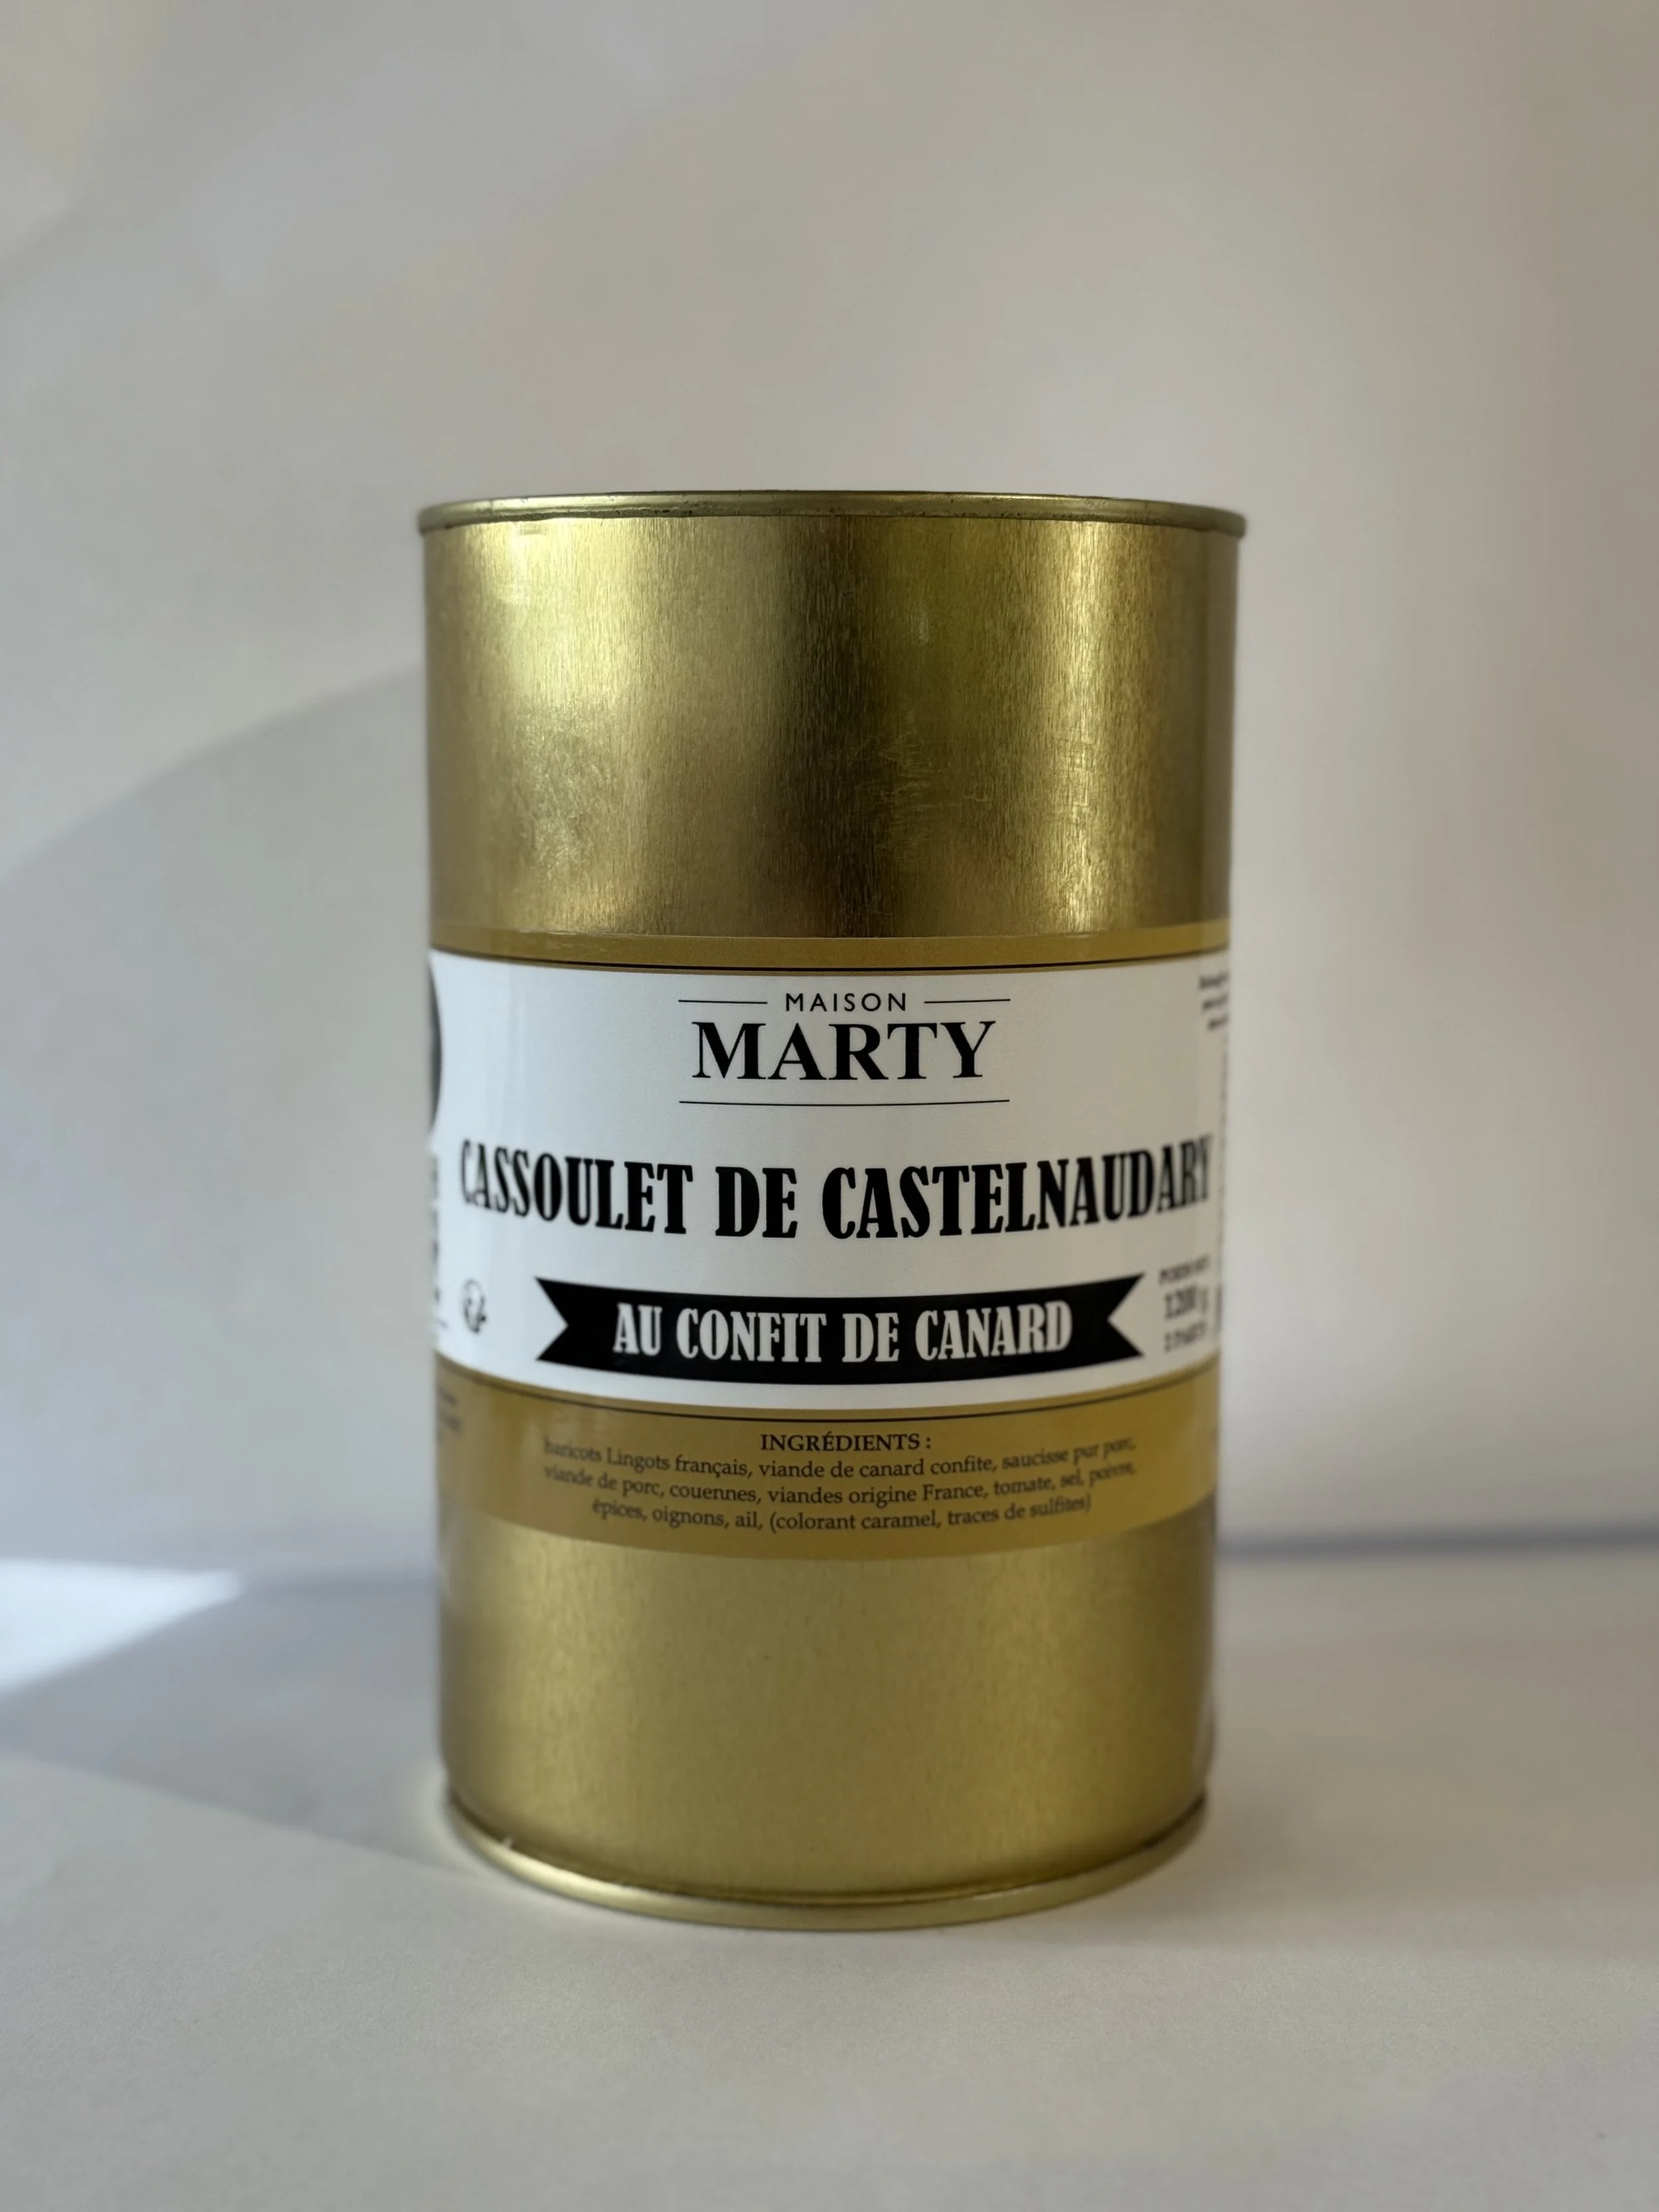 MAISON
MARTY
CASSOULET DE CASTELNAUDARY
AU CONFIT DE CANARD
INGRÉDIENTS :
haricots Lingots français, viande de canard confite, saucisse pur porc,
viande de porc, couennes, viandes origine France, tomate, sel, poivre,
épices, oignons, ail, (colorant caramel, traces de sulfites)